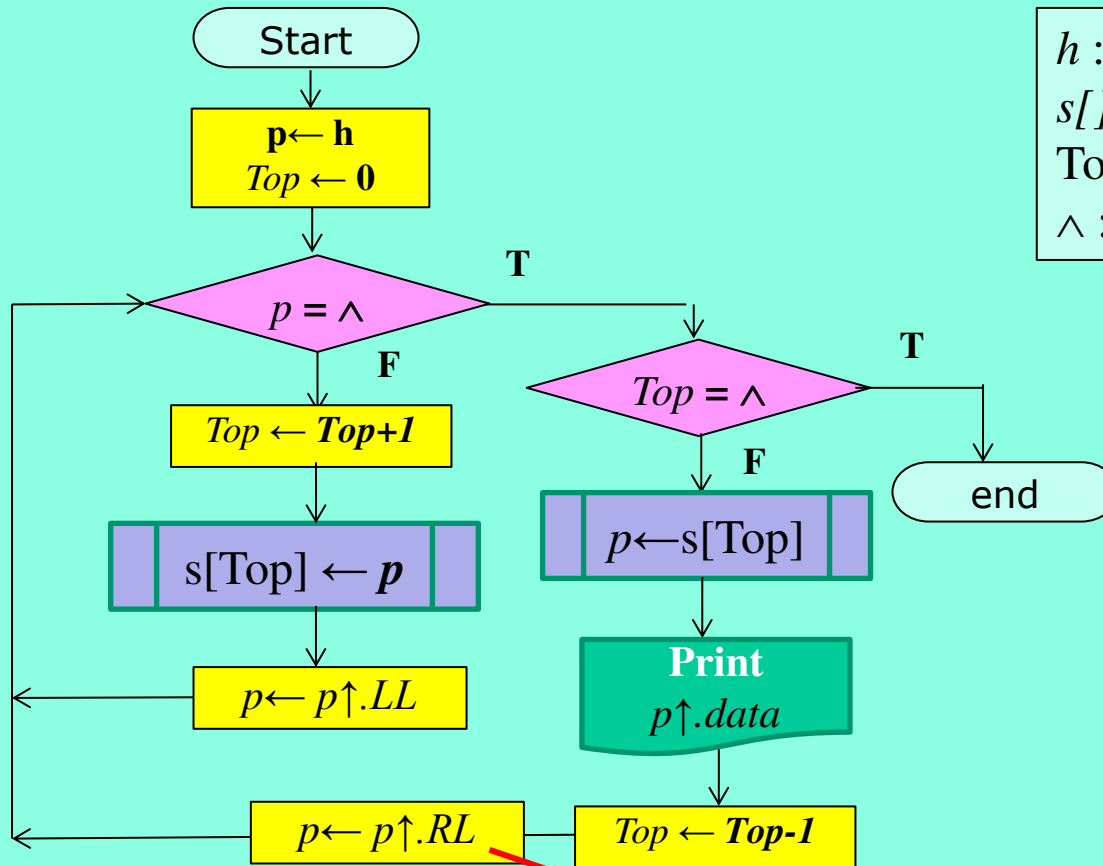 Start
h :
s[]
To
∧ :
p← h
Top ← 0
T
p = ∧
F
T
Top = ∧
Top ← Top+1
F
end
s[Top] ← p
p←s[Top]
Print
p↑.data
p← p↑.LL
p← p↑.RL
Top ← Top-1